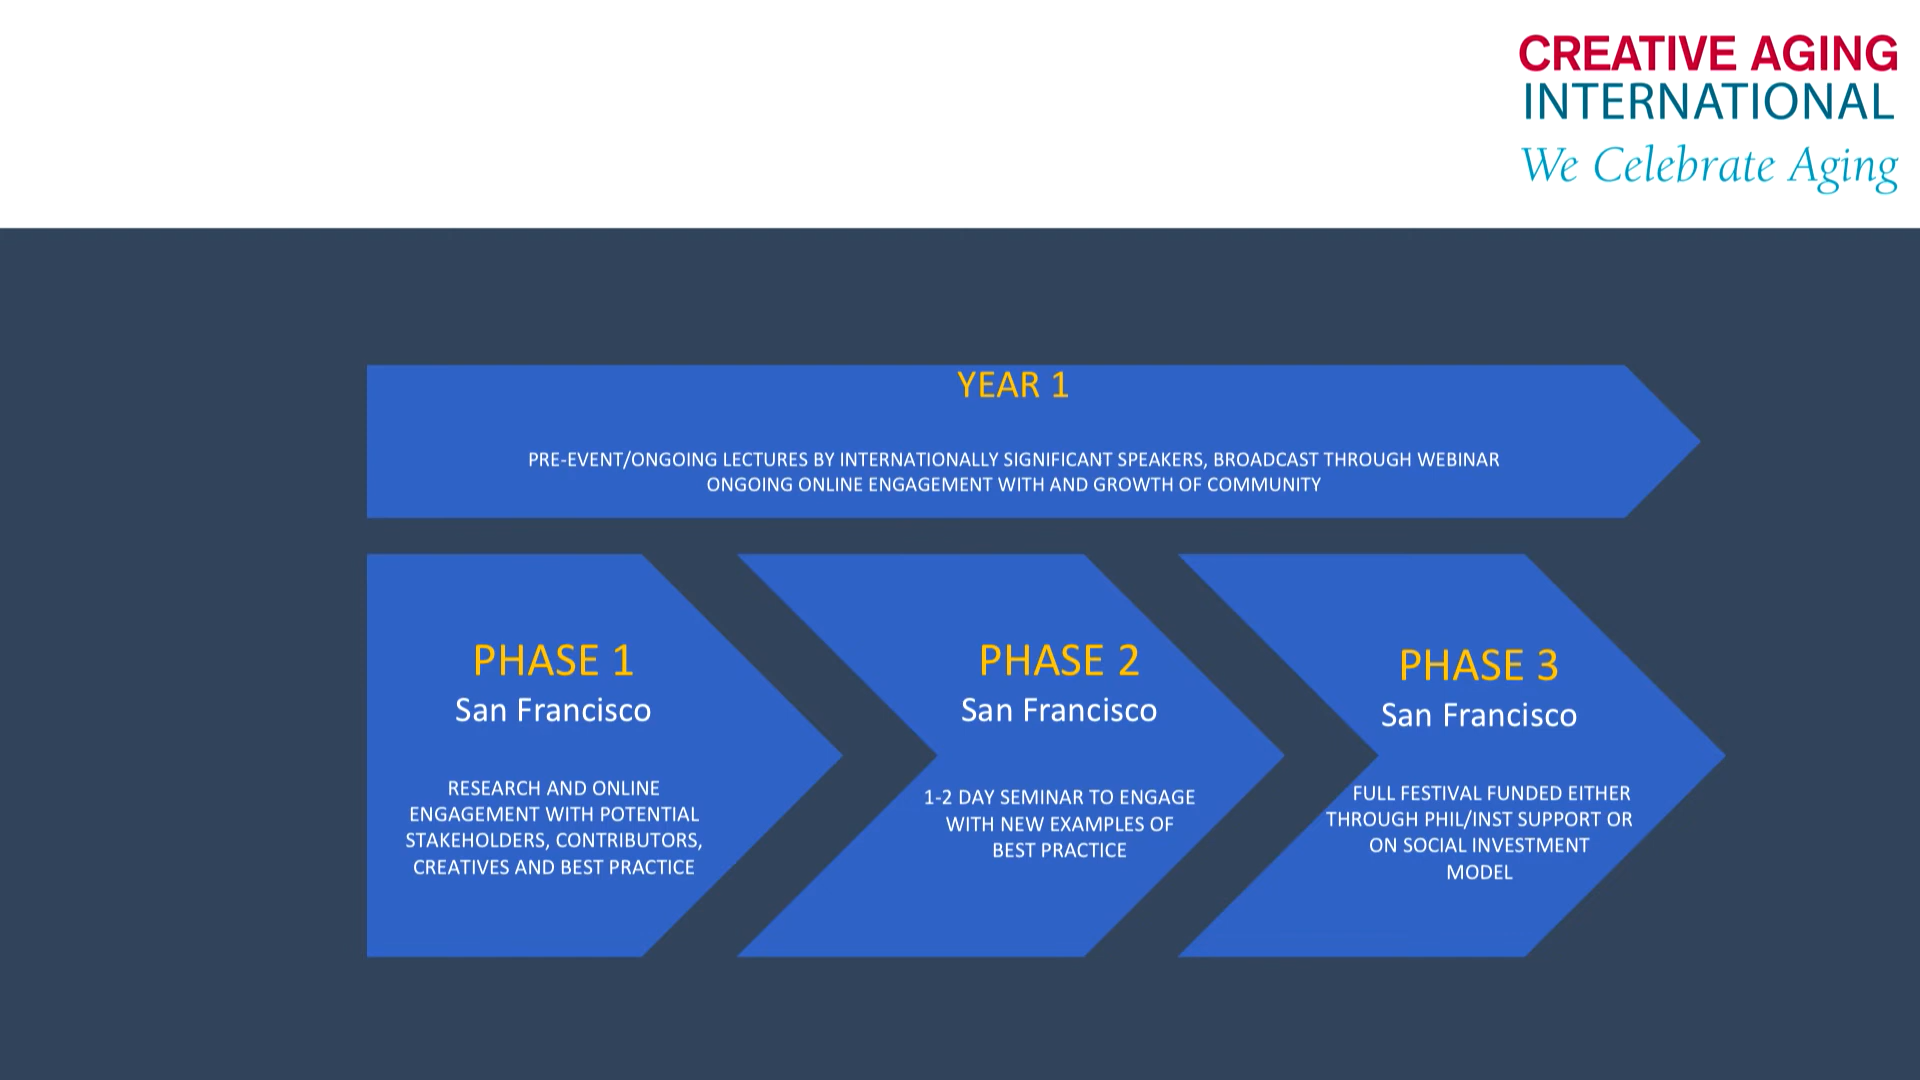 CREATIVE AGING
INTERNATIONAL
We Celebrate Aging
YEAR 1
PRE-EVENT/ONGOING LECTURES BY INTERNATIONALLY SIGNIFICANT SPEAKERS, BROADCAST THROUGH WEBINAR
ONGOING ONLINE ENGAGEMENT WITH AND GROWTH OF COMMUNITY
PHASE 1
San Francisco
RESEARCH AND ONLINE
ENGAGEMENT WITH POTENTIAL
STAKEHOLDERS, CONTRIBUTORS,
CREATIVES AND BEST PRACTICE
PHASE 2
San Francisco
1-2 DAY SEMINAR TO ENGAGE
WITH NEW EXAMPLES OF
BEST PRACTICE
PHASE 3
San Francisco
FULL FESTIVAL FUNDED EITHER
THROUGH PHIL/INST SUPPORT OR
ON SOCIAL INVESTMENT
MODEL